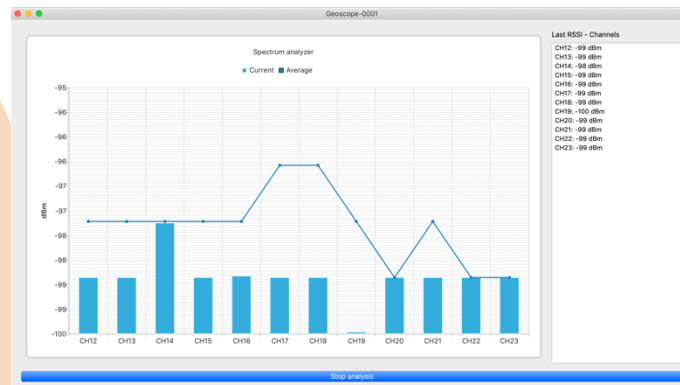 Geoscope-0001
Spectrum analyzer
Current Average
-95
-96
-96
-97
-97
-98
-98
-99
-99
-100
dBm
CH12 CH13 CH14 CH15 CH16 CH17 CH18 CH19 CH20 CH21 CH22 CH23
Last RSSI - Channels
CH12: -99 dBm
CH13: -99 dBm
CH14: -98 dBm
CH15: -99 dBm
CH16: -99 dBm
CH17: -99 dBm
CH18: -99 dBm
CH19: -100 dBm
CH20: -99 dBm
CH21: -99 dBm
CH22: -99 dBm
CH23: -99 dBm
Stop analysis